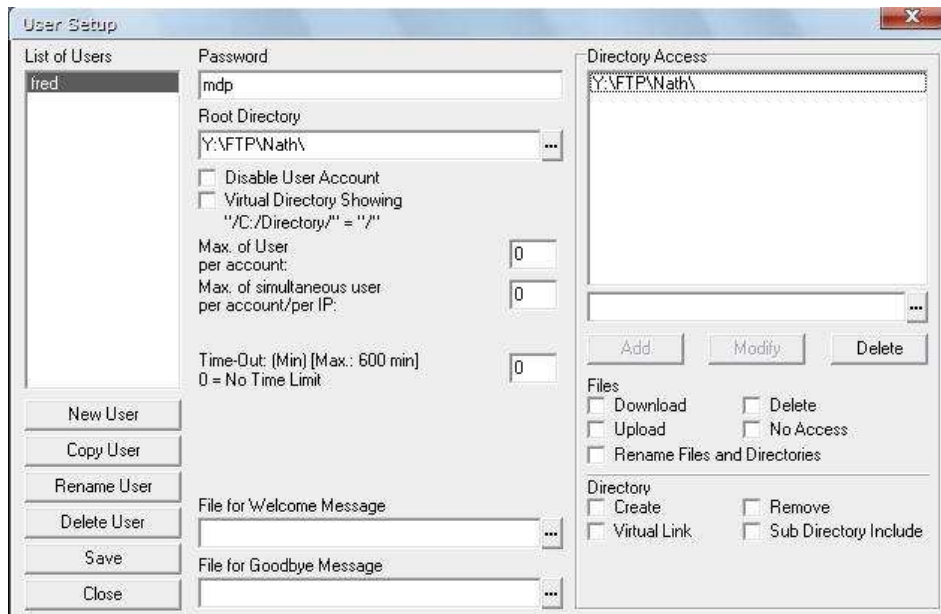 User Setup
List of Users
fred
New User
Copy User
Rename User
Delete User
Save
Close
Password
mdp
Root Directory
Y:\FTP\Nath\
...
Disable User Account
Virtual Directory Showing
"/C:/Directory/" = "/"
Max. of User
per account:
0
Max. of simultaneous user
per account/per IP:
0
Time-Out: (Min) [Max.: 600 min]
0 = No Time Limit
0
File for Welcome Message
...
File for Goodbye Message
...
Directory Access
Y:\FTP\Nath\
...
Add
Modify
Delete
Files
Download
Delete
Upload
No Access
Rename Files and Directories
Directory
Create
Remove
Virtual Link
Sub Directory Include